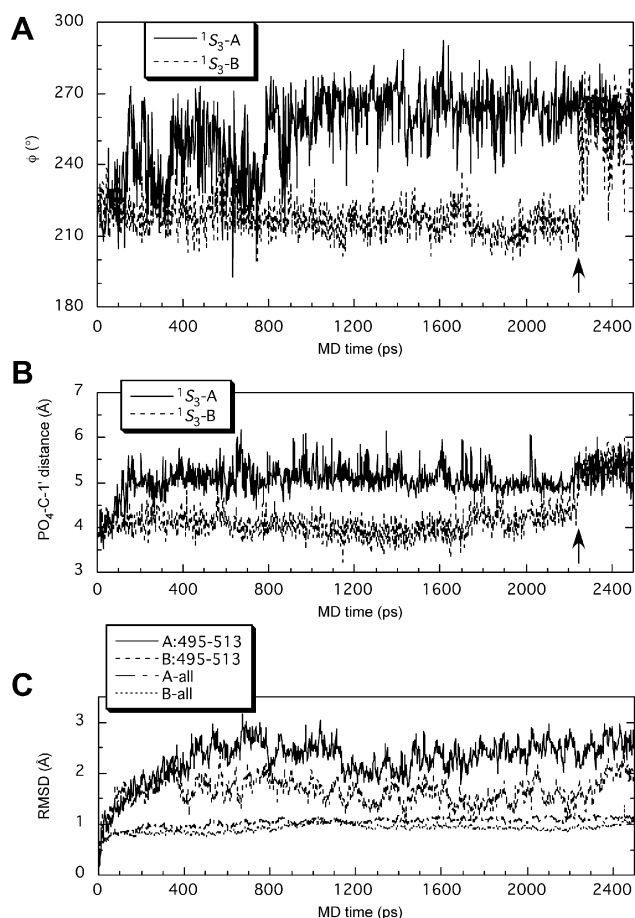 A
¹S₃-A
¹S₃-B
300
270
240
210
180
ϕ (°)
0 400 800 1200 1600 2000 2400
MD time (ps)
B
¹S₃-A
¹S₃-B
7
6
5
4
3
PO₄-C-1' distance (Å)
0 400 800 1200 1600 2000 2400
MD time (ps)
A:495-513
B:495-513
A-all
B-all
C
3
2
1
0
RMSD (Å)
0 400 800 1200 1600 2000 2400
MD time (ps)